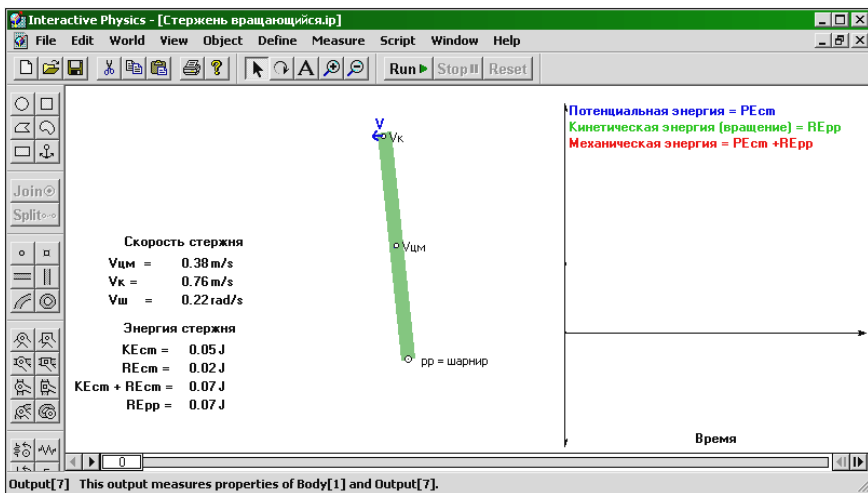 Interactive Physics - [Стержень вращающийся.ip]
File Edit World View Object Define Measure Script Window Help
A Run Stop Reset
Join
Split
Потенциальная энергия = PEcm
Кинетическая энергия (вращение) = REpp
Механическая энергия = PEcm +REpp
V
Vк
Vцм
pp = шарнир
Скорость стержня
Vцм = 0.38 m/s
Vк = 0.76 m/s
Vш = 0.22 rad/s
Энергия стержня
KEcm = 0.05 J
REcm = 0.02 J
KEcm + REcm = 0.07 J
REpp = 0.07 J
Время
0
Output[7] This output measures properties of Body[1] and Output[7].